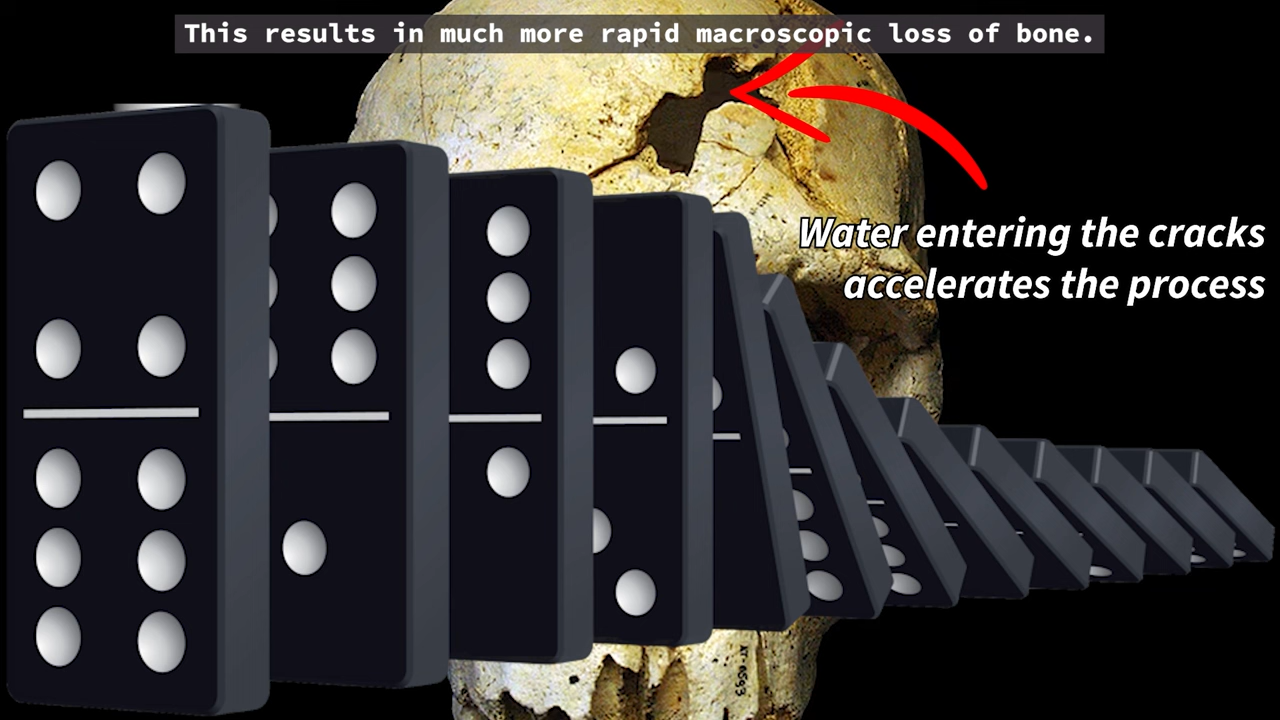 This results in much more rapid macroscopic loss of bone.
Water entering the cracks
accelerates the process